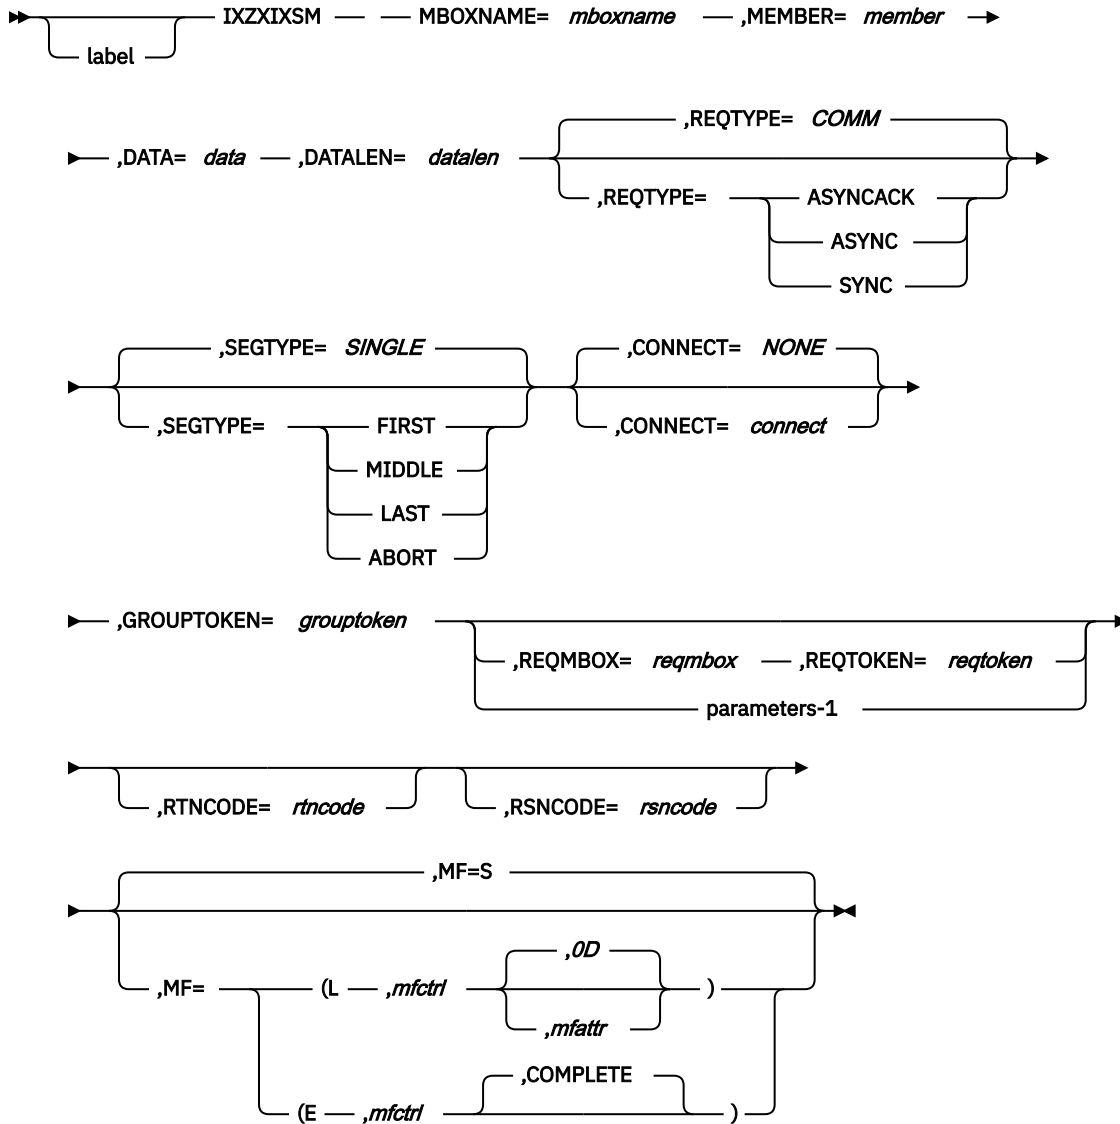 IXZXIXSM MBOXNAME= mboxname ,MEMBER= member
label
,REQTYPE= COMM
,DATA= data ,DATALEN= datalen
,REQTYPE= ASYNCACK
ASYNC
SYNC
,SEGTYPE= SINGLE ,CONNECT= NONE
,SEGTYPE= FIRST ,CONNECT= connect
MIDDLE
LAST
ABORT
,GROUPTOKEN= grouptoken
,REQMBOX= reqmbox ,REQTOKEN= reqtoken
parameters-1
,RTNCODE= rtncode ,RSNCODE= rsncode
,MF=S
,0D
,MF= (L ,mfctrl )
,mfattr
,COMPLETE
(E ,mfctrl )